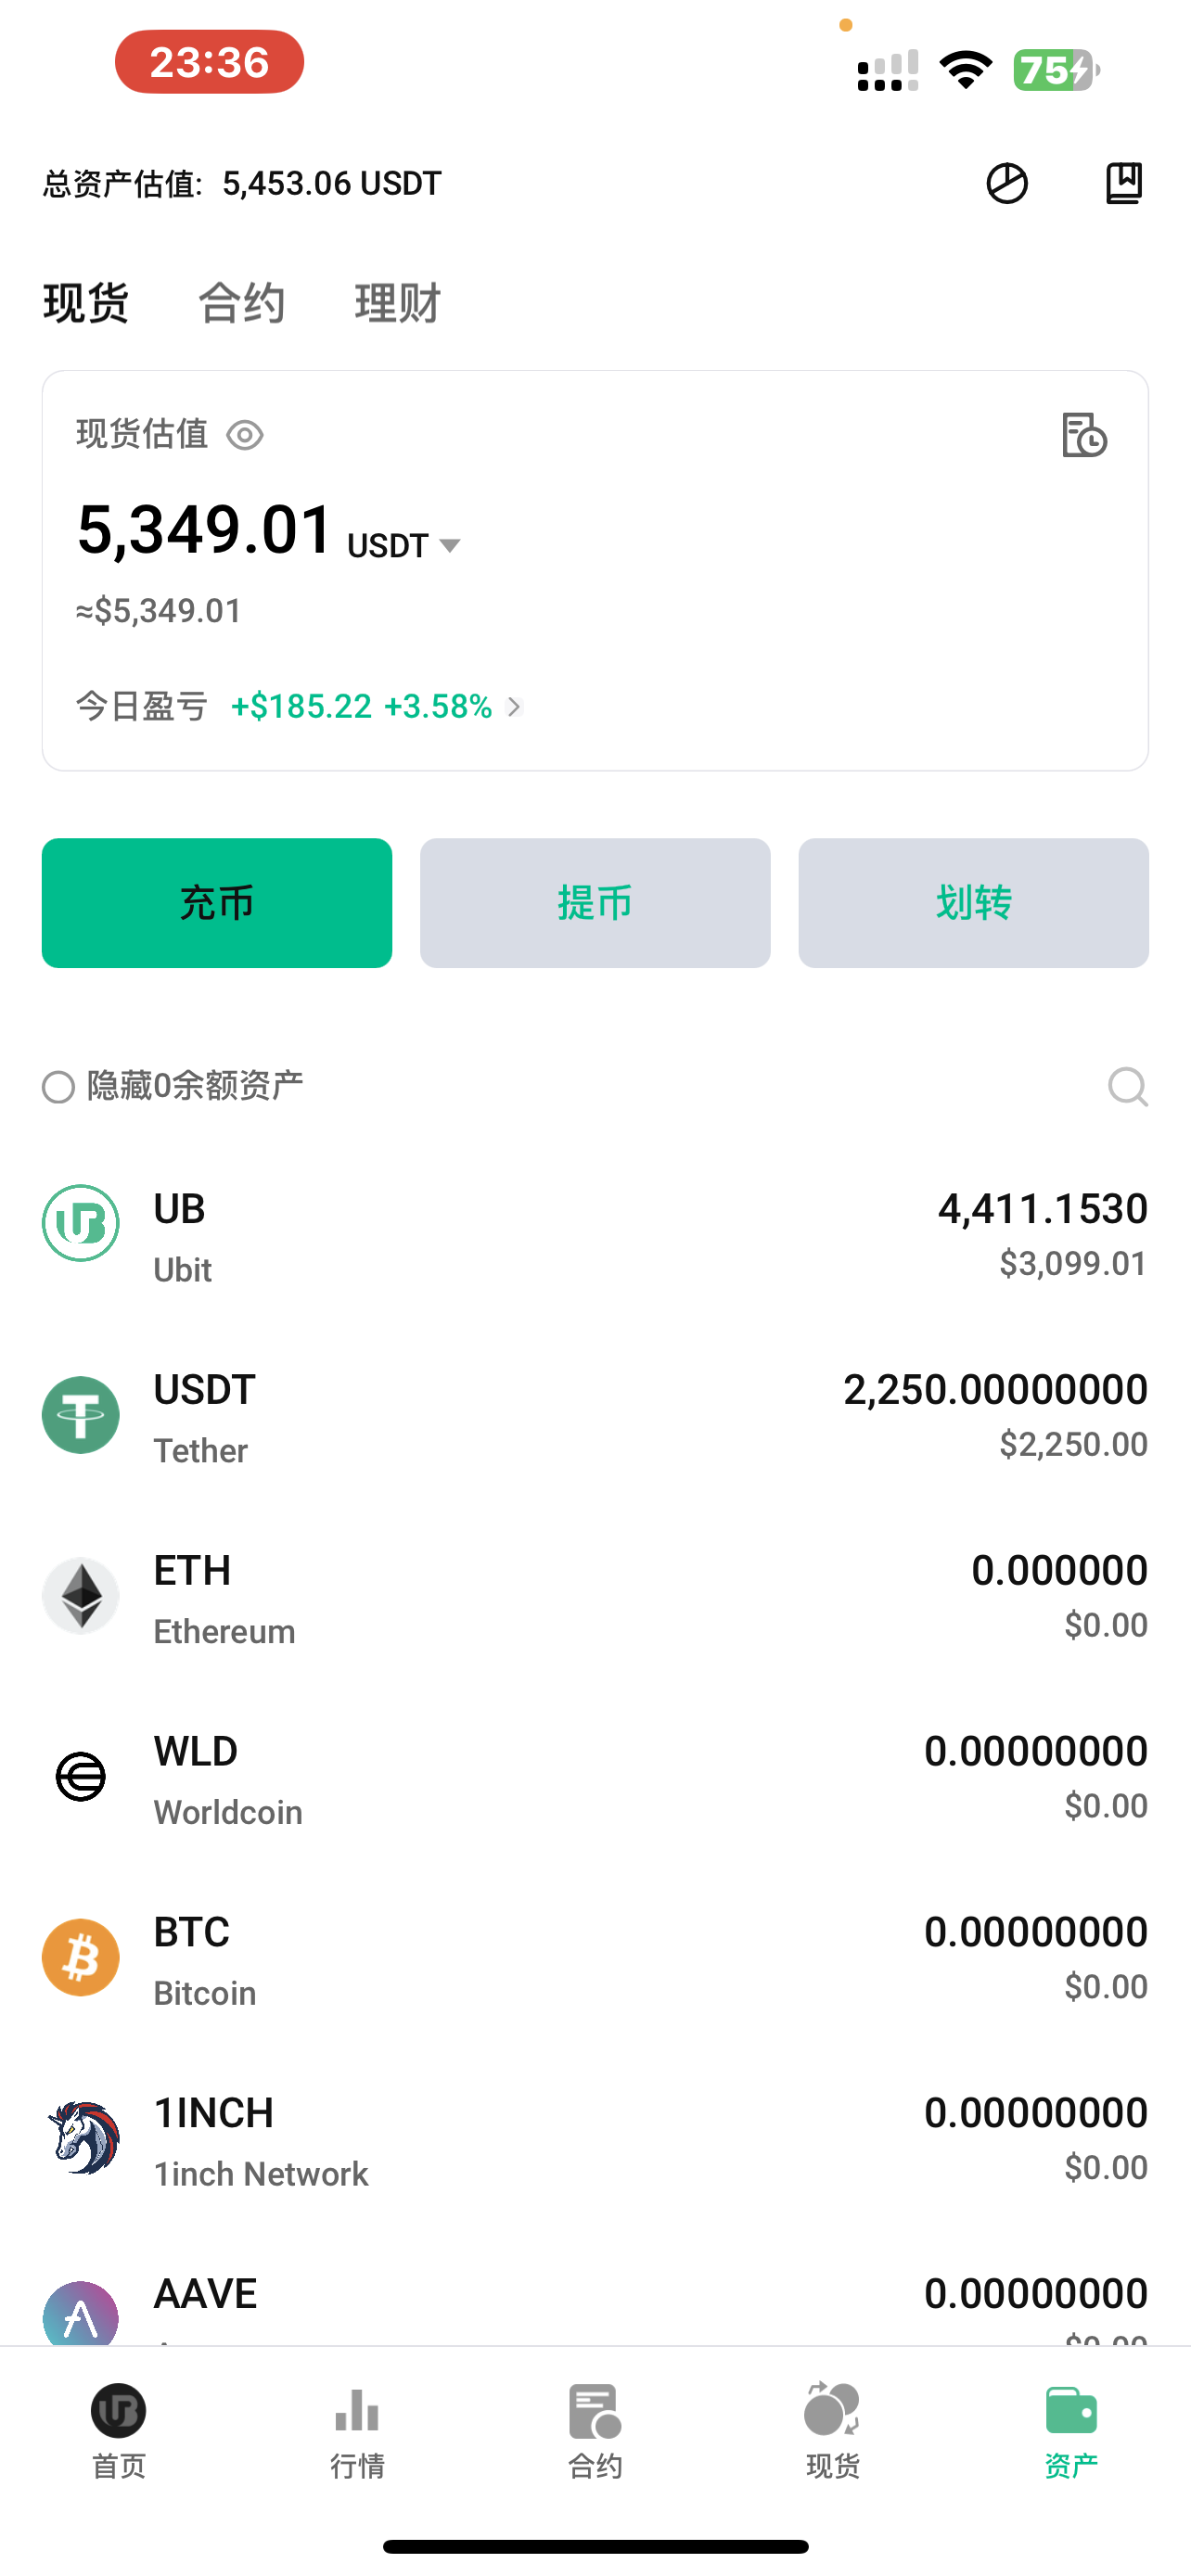 23:36
75
总资产估值: 5,453.06 USDT
现货 合约 理财
现货估值
5,349.01 USDT
≈$5,349.01
今日盈亏 +$185.22 +3.58%
充币 提币 划转
隐藏0余额资产
UB 4,411.1530
Ubit $3,099.01
USDT 2,250.00000000
Tether $2,250.00
ETH 0.000000
Ethereum $0.00
WLD 0.00000000
Worldcoin $0.00
BTC 0.00000000
Bitcoin $0.00
1INCH 0.00000000
1inch Network $0.00
AAVE 0.00000000
首页 行情 合约 现货 资产